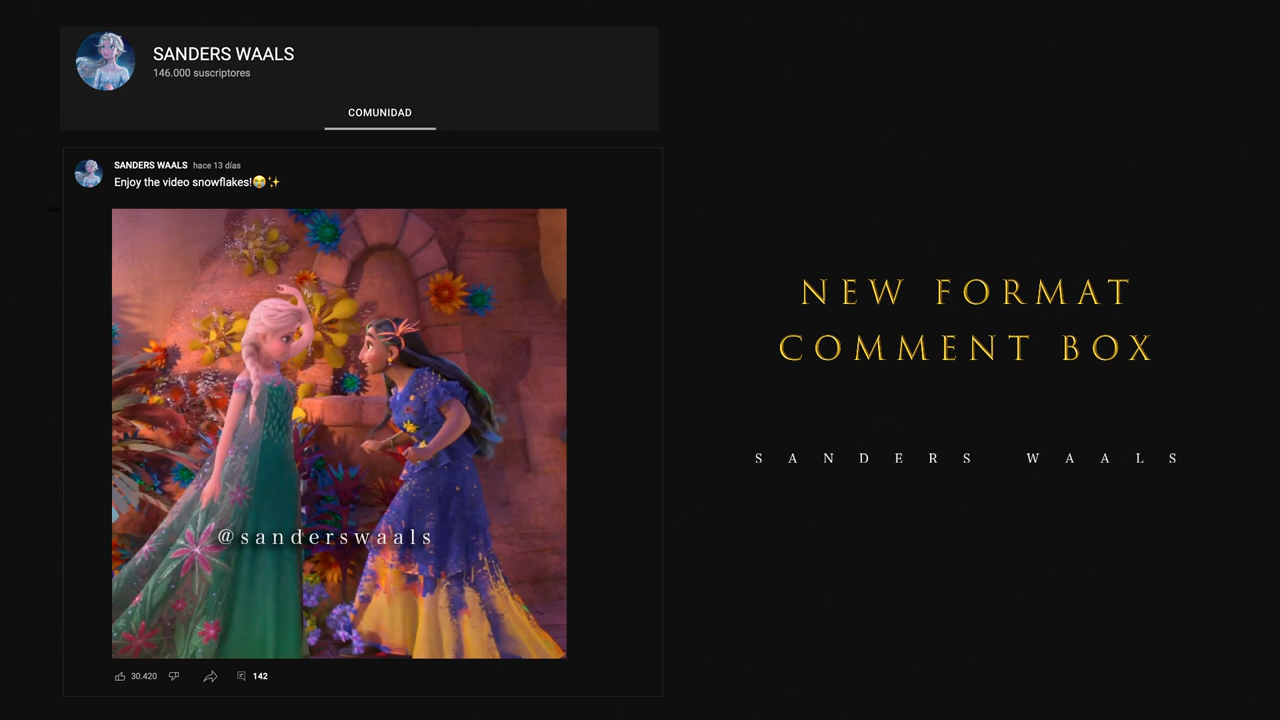 SANDERS WAALS
146.000 suscriptores
COMUNIDAD
SANDERS WAALS hace 13 días
Enjoy the video snowflakes!😭✨
@sanderswaals
30.420 142
NEW FORMAT
COMMENT BOX
SANDERS WAALS